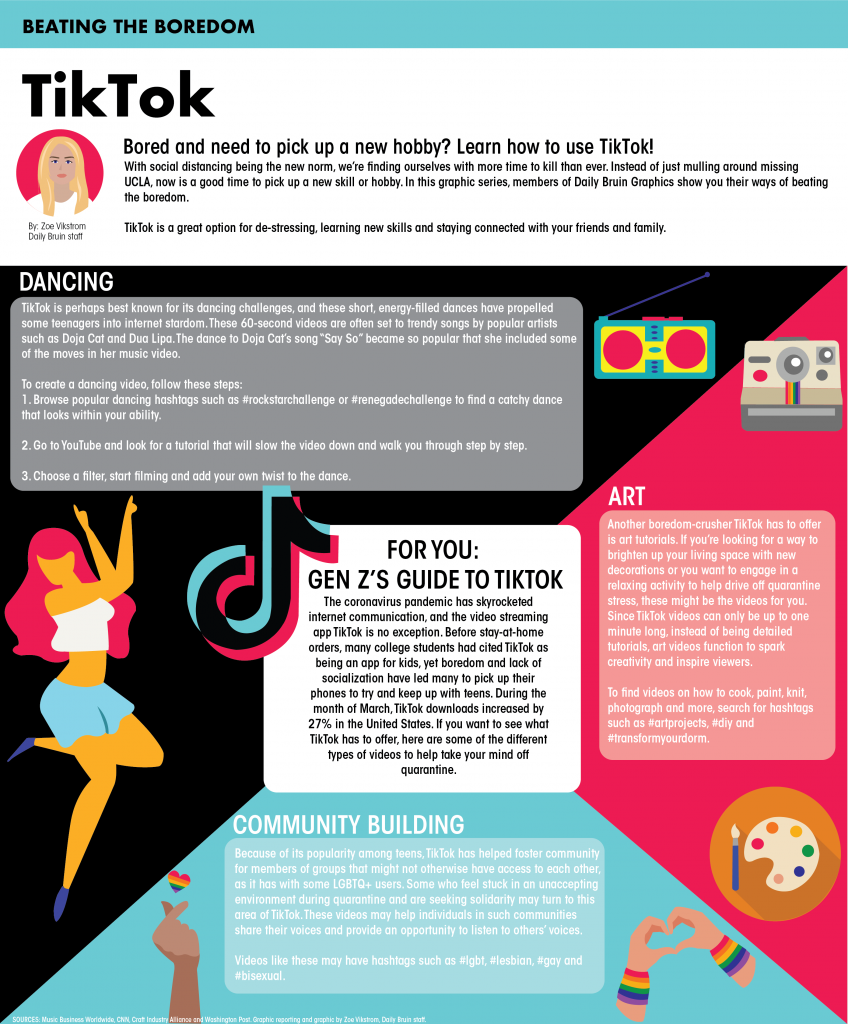 BEATING THE BOREDOM
TikTok
Bored and need to pick up a new hobby? Learn how to use TikTok!
With social distancing being the new norm, we're finding ourselves with more time to kill than ever. Instead of just mulling around missing
UCLA, now is a good time to pick up a new skill or hobby. In this graphic series, members of Daily Bruin Graphics show you their ways of beating
the boredom.
TikTok is a great option for de-stressing, learning new skills and staying connected with your friends and family.
By: Zoe Vikstrom
Daily Bruin staff
DANCING
TikTok is perhaps best known for its dancing challenges, and these short, energy-filled dances have propelled
some teenagers into internet stardom. These 60-second videos are often set to trendy songs by popular artists
such as Doja Cat and Dua Lipa. The dance to Doja Cat's song "Say So" became so popular that she included some
of the moves in her music video.
To create a dancing video, follow these steps:
1. Browse popular dancing hashtags such as #rockstarchallenge or #renegadechallenge to find a catchy dance
that looks within your ability.
2. Go to YouTube and look for a tutorial that will slow the video down and walk you through step by step.
3. Choose a filter, start filming and add your own twist to the dance.
ART
Another boredom-crusher TikTok has to offer
is art tutorials. If you're looking for a way to
brighten up your living space with new
decorations or you want to engage in a
relaxing activity to help drive off quarantine
stress, these might be the videos for you.
Since TikTok videos can only be up to one
minute long, instead of being detailed
tutorials, art videos function to spark
creativity and inspire viewers.
To find videos on how to cook, paint, knit,
photograph and more, search for hashtags
such as #artprojects, #diy and
#transformyourdorm.
FOR YOU:
GEN Z'S GUIDE TO TIKTOK
The coronavirus pandemic has skyrocketed
internet communication, and the video streaming
app TikTok is no exception. Before stay-at-home
orders, many college students had cited TikTok as
being an app for kids, yet boredom and lack of
socialization have led many to pick up their
phones to try and keep up with teens. During the
month of March, TikTok downloads increased by
27% in the United States. If you want to see what
TikTok has to offer, here are some of the different
types of videos to help take your mind off
quarantine.
COMMUNITY BUILDING
Because of its popularity among teens, TikTok has helped foster community
for members of groups that might not otherwise have access to each other,
as it has with some LGBTQ+ users. Some who feel stuck in an unaccepting
environment during quarantine and are seeking solidarity may turn to this
area of TikTok. These videos may help individuals in such communities
share their voices and provide an opportunity to listen to others' voices.
Videos like these may have hashtags such as #lgbt, #lesbian, #gay and
#bisexual.
SOURCES: Music Business Worldwide, CNN, Craft Industry Alliance and Washington Post. Graphic reporting and graphic by Zoe Vikstrom, Daily Bruin staff.